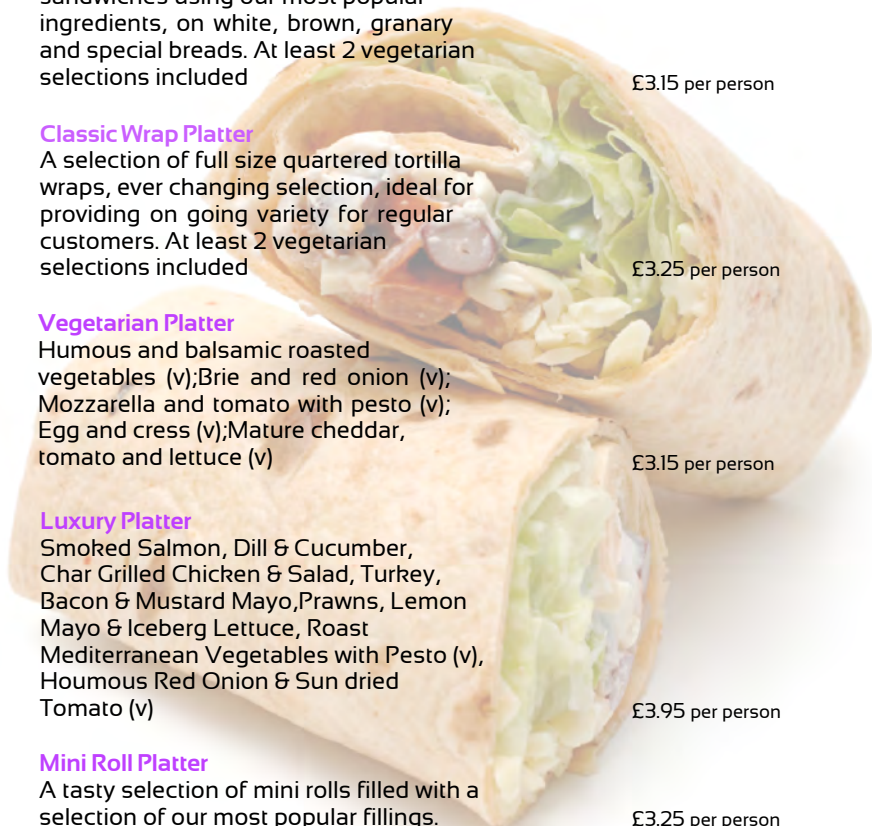 sandwiches using our most popular
ingredients, on white, brown, granary
and special breads. At least 2 vegetarian
selections included
£3.15 per person
Classic Wrap Platter
A selection of full size quartered tortilla
wraps, ever changing selection, ideal for
providing on going variety for regular
customers. At least 2 vegetarian
selections included
£3.25 per person
Vegetarian Platter
Humous and balsamic roasted
vegetables (v);Brie and red onion (v);
Mozzarella and tomato with pesto (v);
Egg and cress (v);Mature cheddar,
tomato and lettuce (v)
£3.15 per person
Luxury Platter
Smoked Salmon, Dill & Cucumber,
Char Grilled Chicken & Salad, Turkey,
Bacon & Mustard Mayo,Prawns, Lemon
Mayo & Iceberg Lettuce, Roast
Mediterranean Vegetables with Pesto (v),
Houmous Red Onion & Sun dried
Tomato (v)
£3.95 per person
Mini Roll Platter
A tasty selection of mini rolls filled with a
selection of our most popular fillings.
£3.25 per person